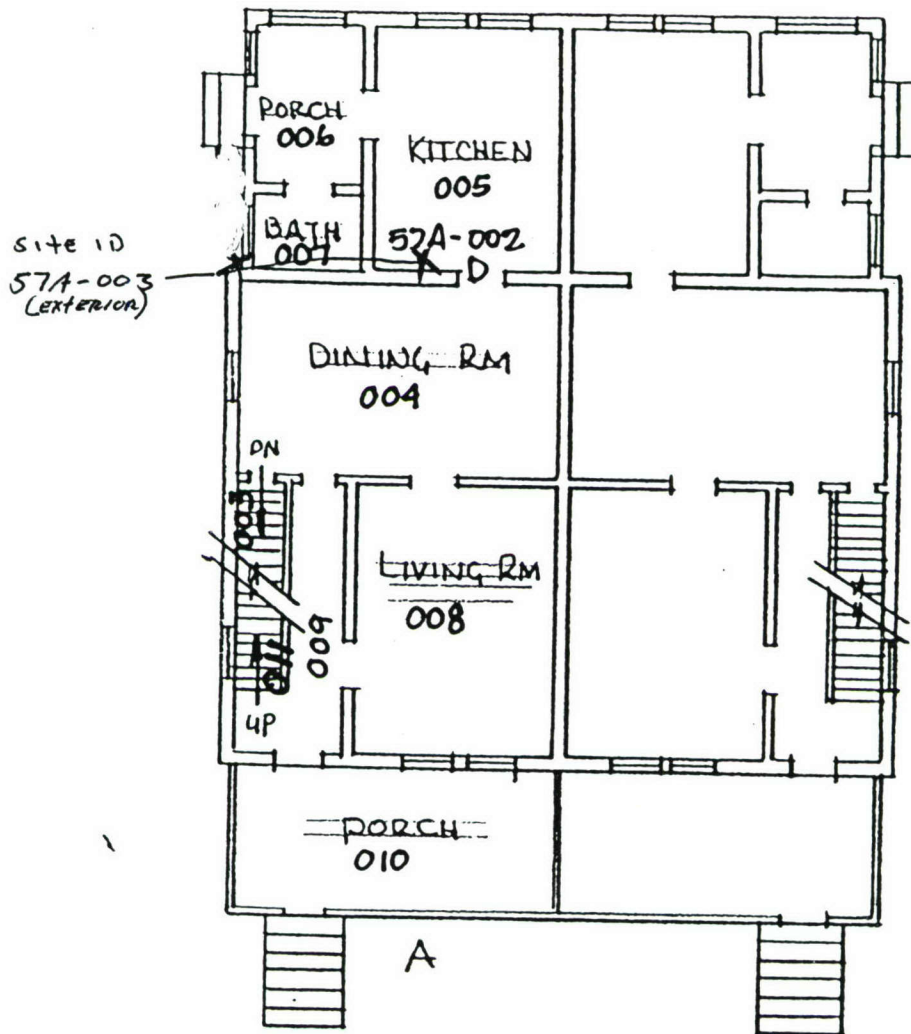 PORCH
006
KITCHEN
005
BATH
007
57A-002
D
SITE ID
57A-003
(EXTERIOR)
DINING RM
004
DN
003
LIVING RM
008
009
011
UP
PORCH
010
A